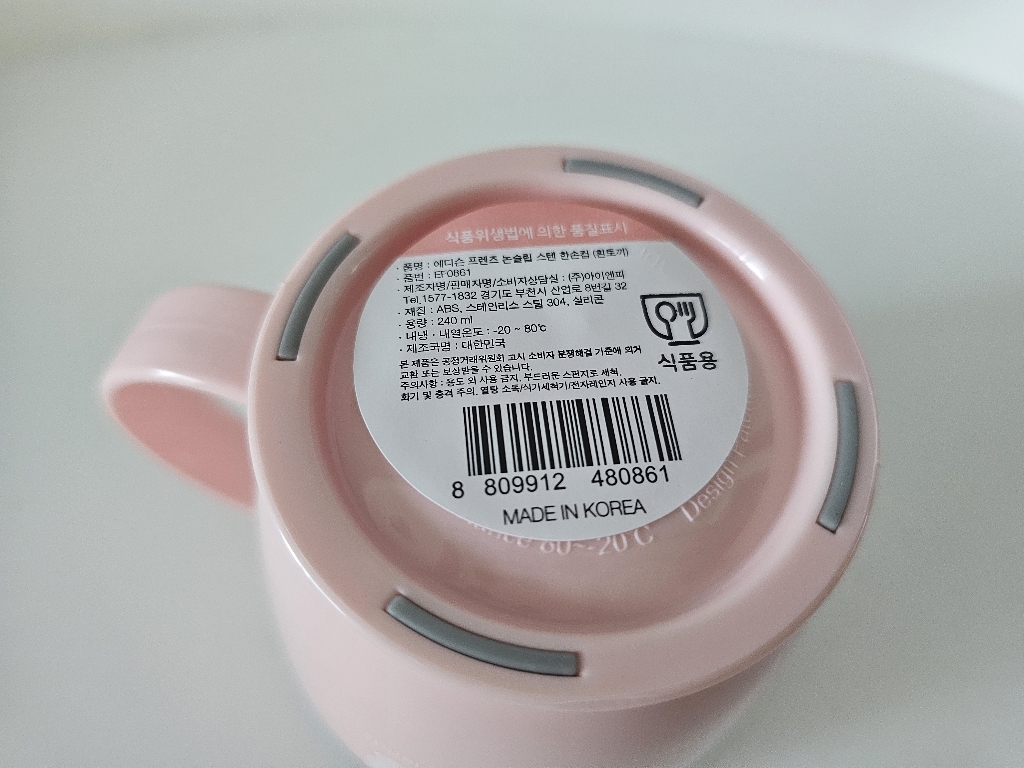 식품위생법에 의한 품질표시
· 품명 : 에디슨 프렌즈 논슬립 스텐 한손컵 (흰토끼)
· 품번 : EF0861
· 제조자명/판매자명/소비자상담실 : (주)아이엔피
Tel.1577-1832 경기도 부천시 산업로 8번길 32
· 재질 : ABS, 스테인리스 스틸 304, 실리콘
· 용량 : 240 ml
· 내냉 · 내열온도 : -20 ~ 80℃
· 제조국명 : 대한민국
식품용
본 제품은 공정거래위원회 고시 소비자 분쟁해결 기준에 의거
교환 또는 보상받을 수 있습니다.
주의사항 : 용도 외 사용 금지. 부드러운 스펀지로 세척.
화기 및 충격 주의. 열탕 소독/식기세척기/전자레인지 사용 금지.
8 809912 480861
MADE IN KOREA
80~-20°C
Design